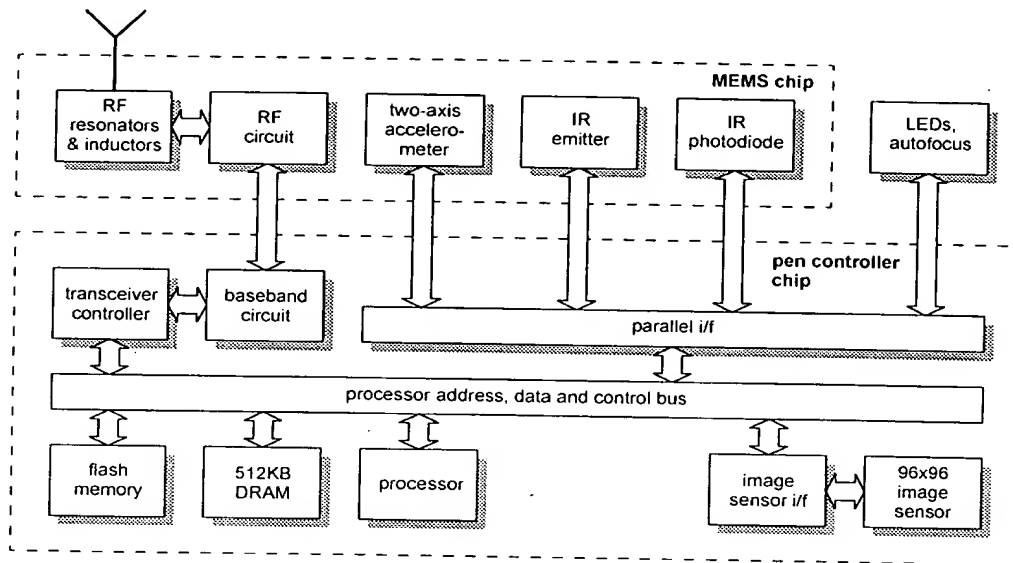 MEMS chip
RF
resonators
& inductors
RF
circuit
two-axis
accelero-
meter
IR
emitter
IR
photodiode
LEDs,
autofocus
pen controller
chip
transceiver
controller
baseband
circuit
parallel i/f
processor address, data and control bus
flash
memory
512KB
DRAM
processor
image
sensor i/f
96x96
image
sensor